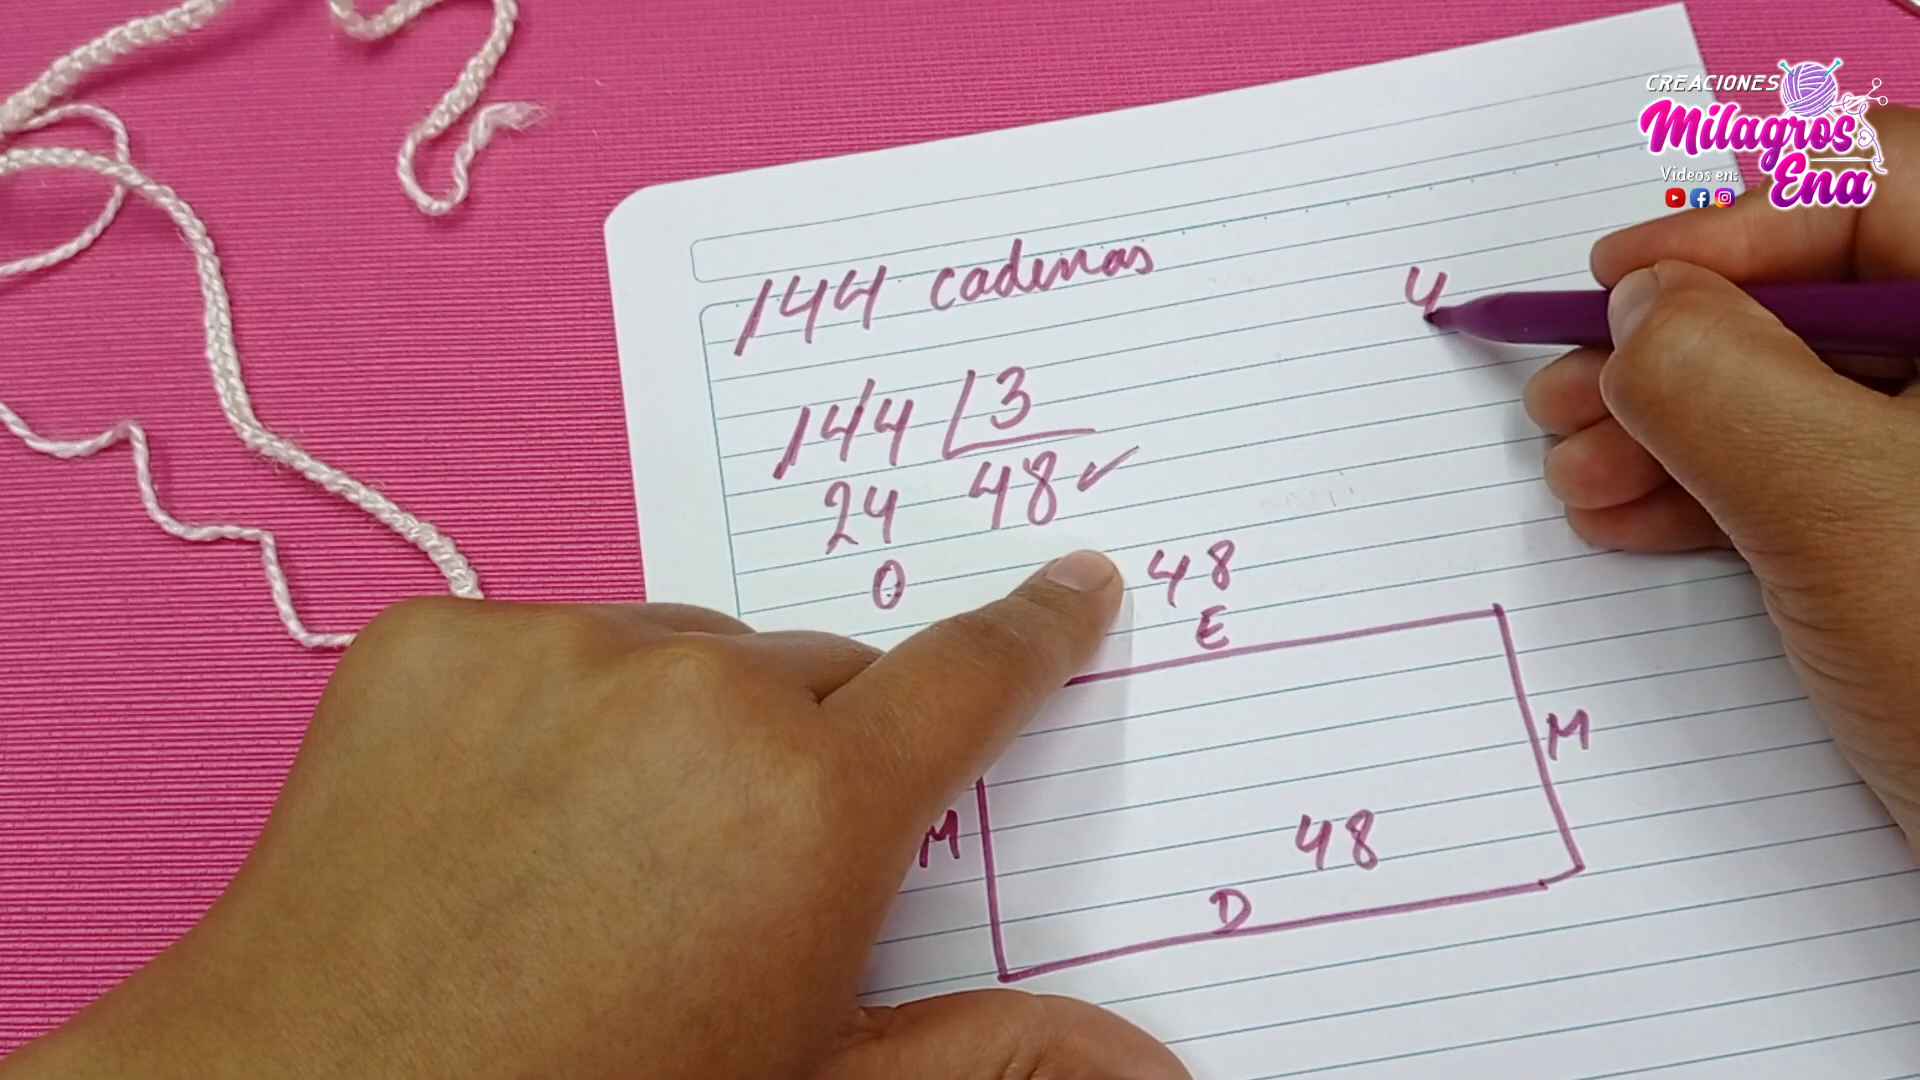 CREACIONES
Milagros
Ena
Videos en:
144 cadenas
144 3
24 48 ✓
0
4
48
E
M
M
48
D